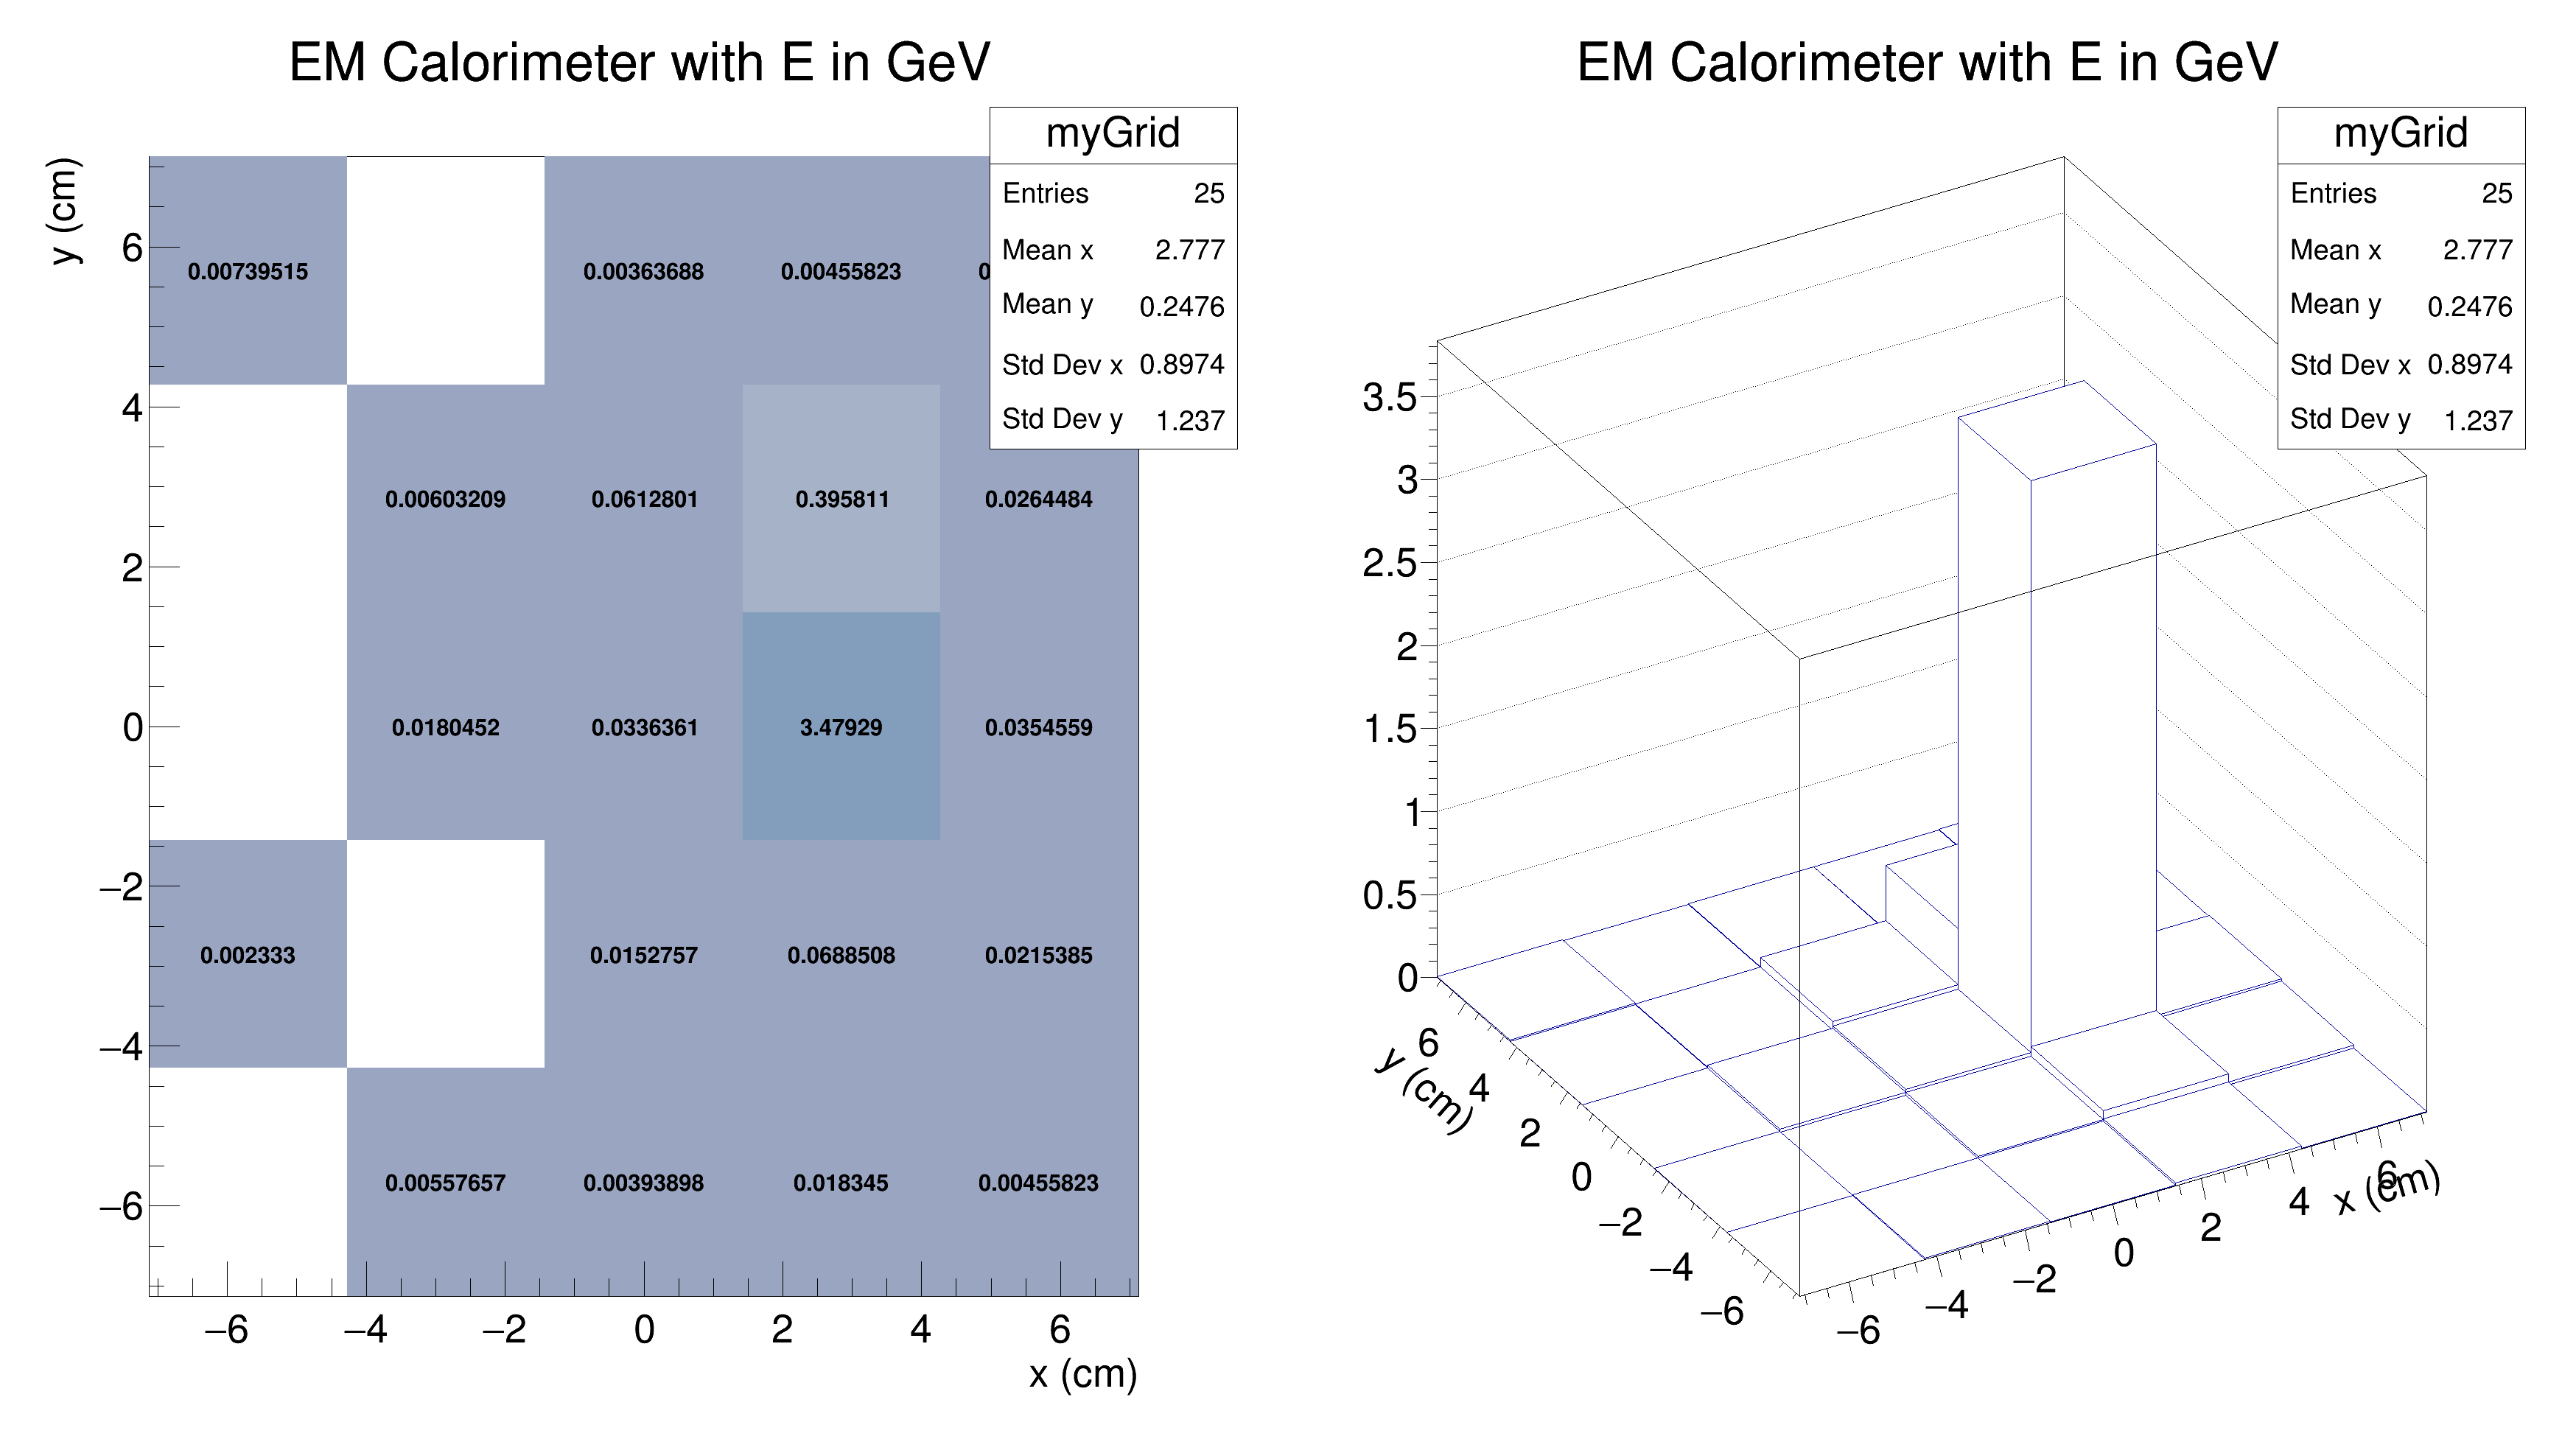 EM Calorimeter with E in GeV
myGrid
Entries 25
Mean x 2.777
Mean y 0.2476
Std Dev x 0.8974
Std Dev y 1.237
y (cm)
6
4
2
0
−2
−4
−6
0.00739515 0.00363688 0.00455823
0.00603209 0.0612801 0.395811 0.0264484
0.0180452 0.0336361 3.47929 0.0354559
0.002333 0.0152757 0.0688508 0.0215385
0.00557657 0.00393898 0.018345 0.00455823
−6 −4 −2 0 2 4 6
x (cm)
EM Calorimeter with E in GeV
myGrid
Entries 25
Mean x 2.777
Mean y 0.2476
Std Dev x 0.8974
Std Dev y 1.237
3.5
3
2.5
2
1.5
1
0.5
0
6
4
2
0
−2
−4
−6
y (cm)
−6
−4
−2
0
2
4
6
x (cm)